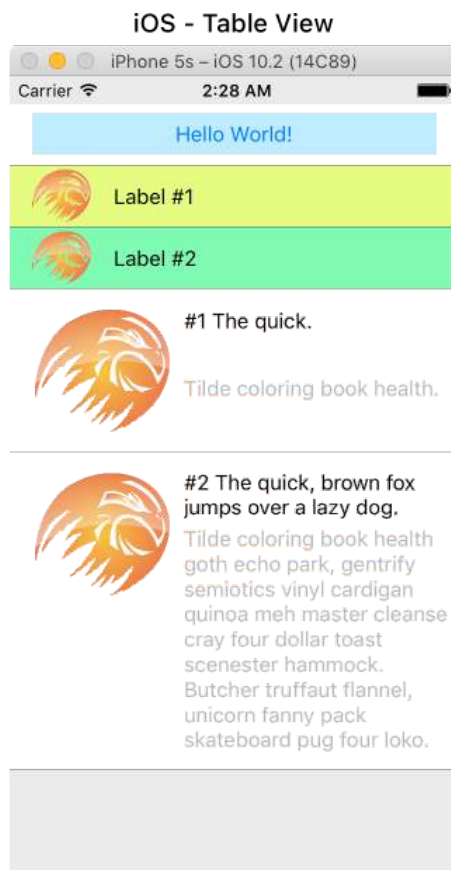 iOS - Table View
iPhone 5s – iOS 10.2 (14C89)
Carrier 2:28 AM
Hello World!
Label #1
Label #2
#1 The quick.
Tilde coloring book health.
#2 The quick, brown fox
jumps over a lazy dog.
Tilde coloring book health
goth echo park, gentrify
semiotics vinyl cardigan
quinoa meh master cleanse
cray four dollar toast
scenester hammock.
Butcher truffaut flannel,
unicorn fanny pack
skateboard pug four loko.